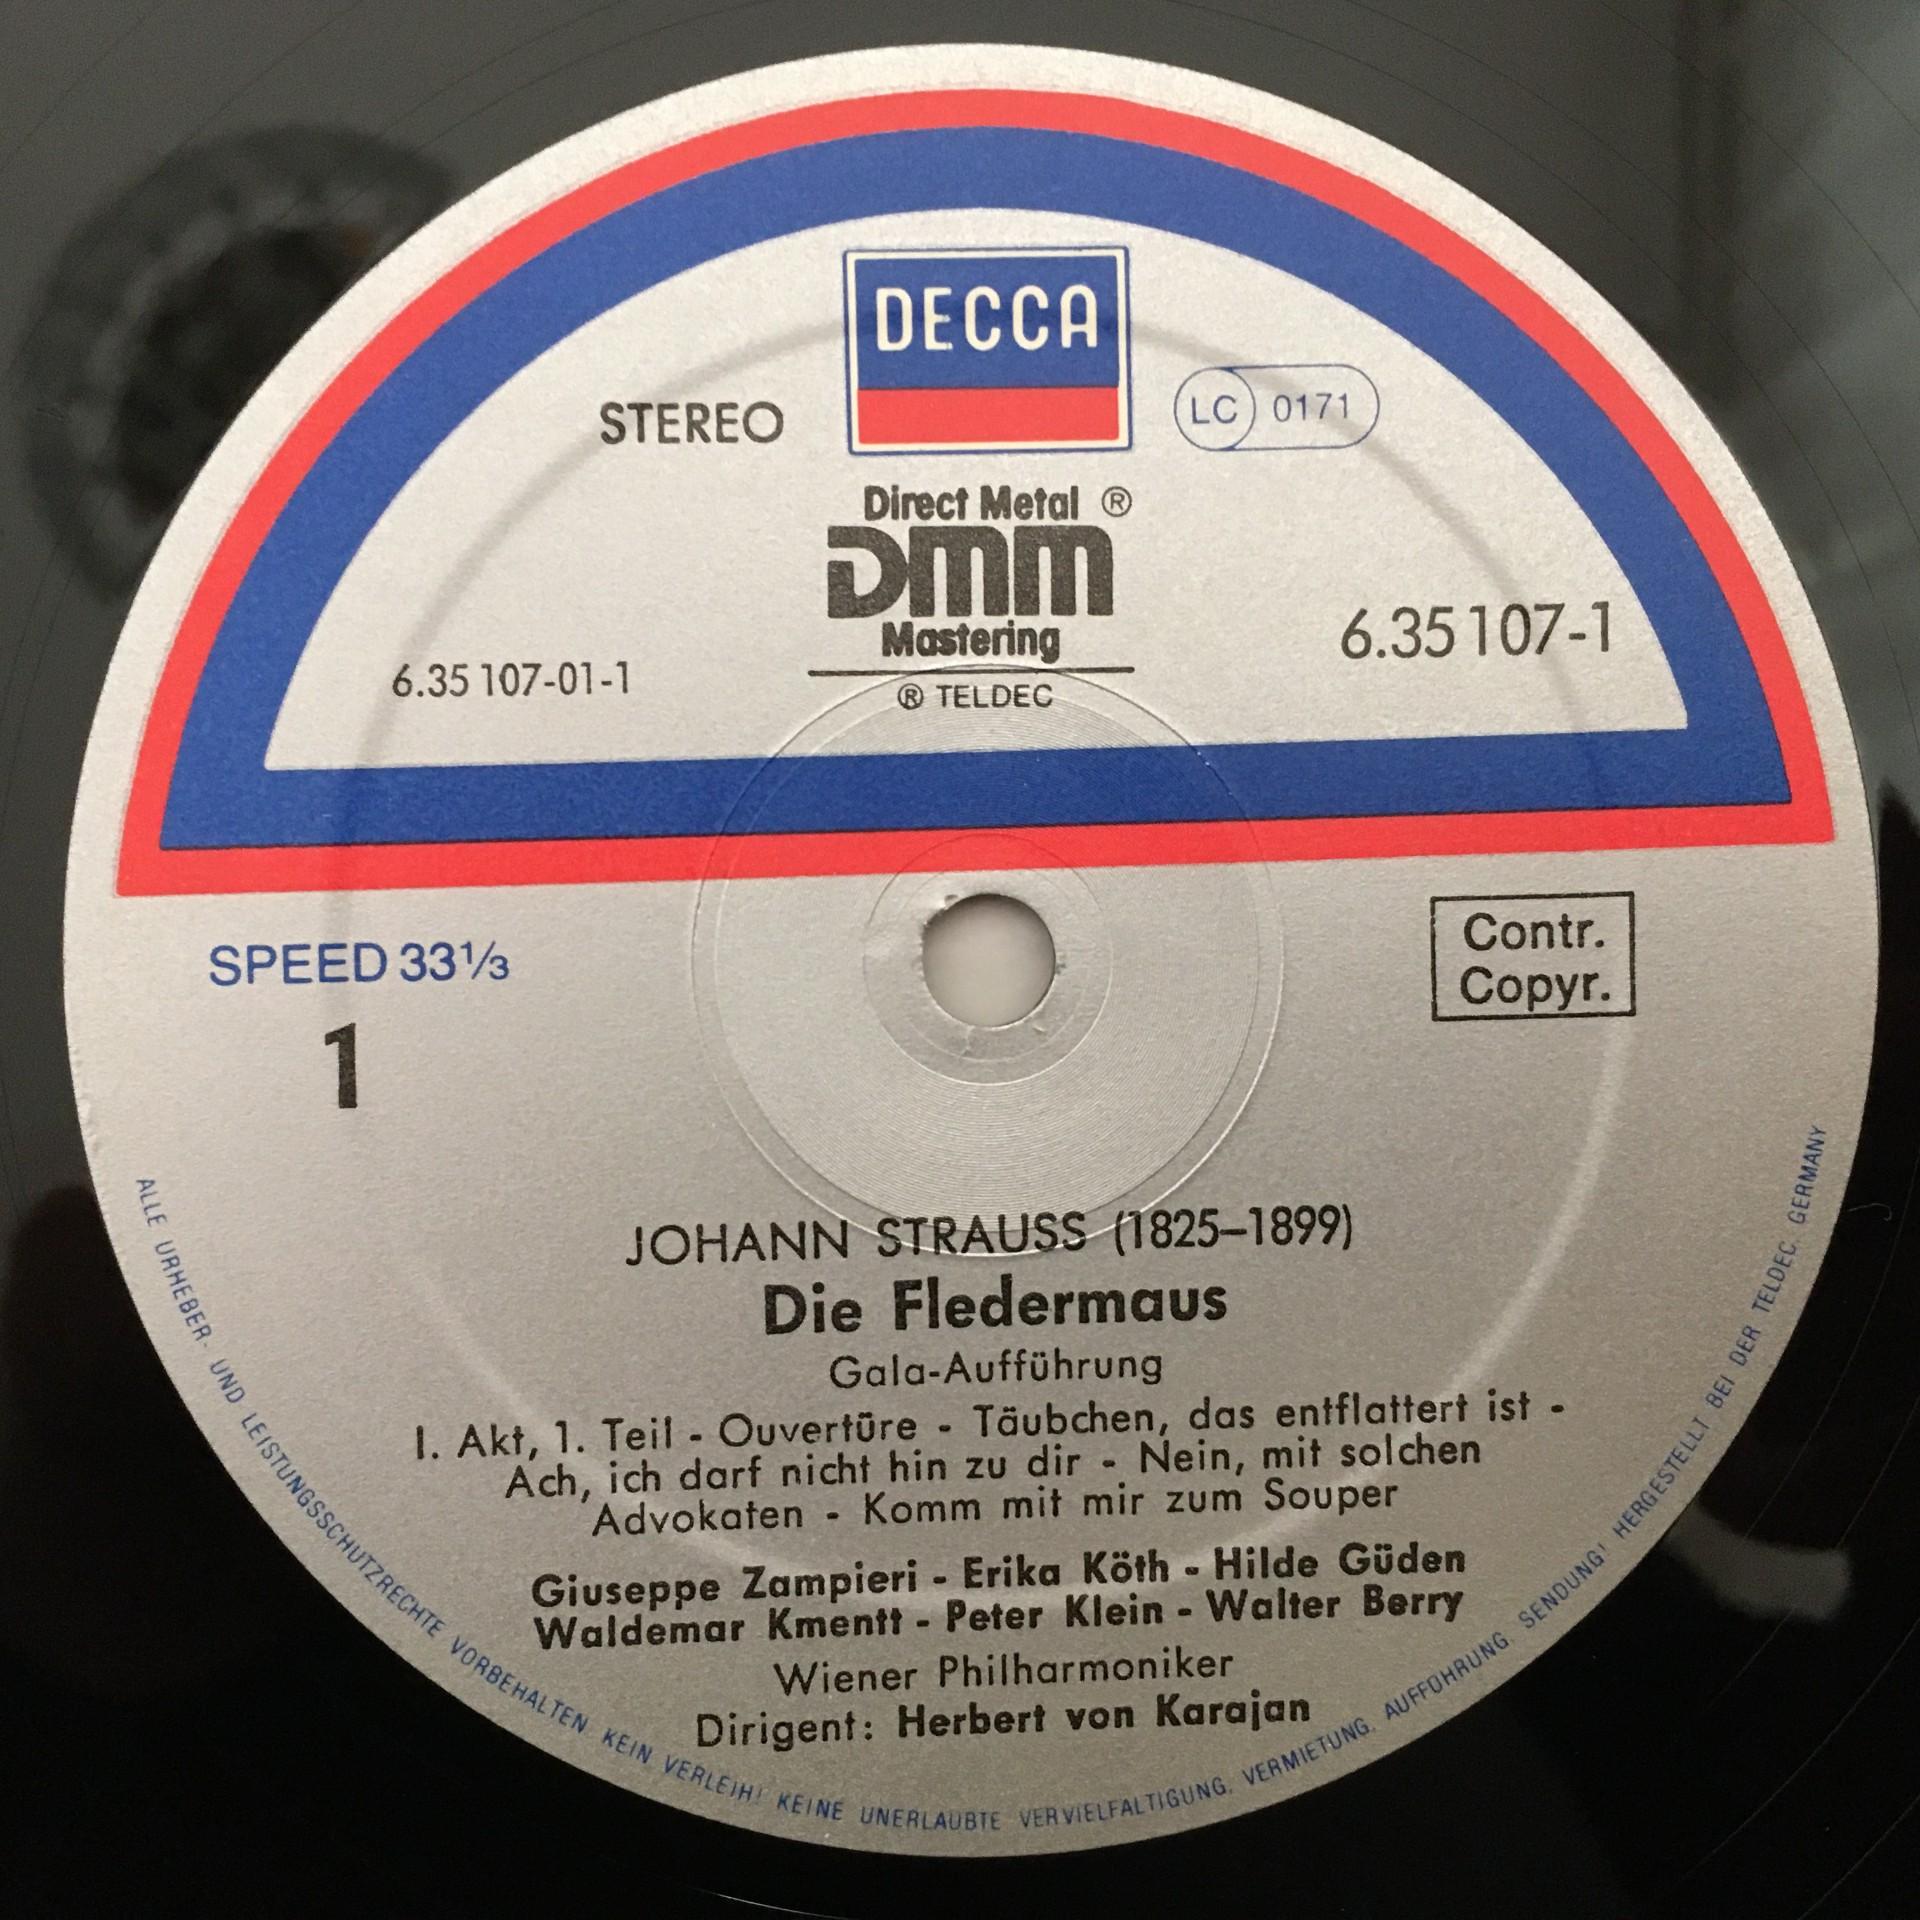 DECCA
STEREO
LC 0171
Direct Metal ®
DMM
Mastering
® TELDEC
6.35107-01-1
6.35107-1
SPEED 33⅓
1
Contr.
Copyr.
JOHANN STRAUSS (1825–1899)
Die Fledermaus
Gala-Aufführung
I. Akt, 1. Teil - Ouvertüre - Täubchen, das entflattert ist -
Ach, ich darf nicht hin zu dir - Nein, mit solchen
Advokaten - Komm mit mir zum Souper
Giuseppe Zampieri - Erika Köth - Hilde Güden
Waldemar Kmentt - Peter Klein - Walter Berry
Wiener Philharmoniker
Dirigent: Herbert von Karajan
ALLE URHEBER- UND LEISTUNGSSCHUTZRECHTE VORBEHALTEN. KEIN VERLEIH! KEINE UNERLAUBTE VERVIELFÄLTIGUNG, VERMIETUNG, AUFFÜHRUNG, SENDUNG! HERGESTELLT BEI DER TELDEC, GERMANY